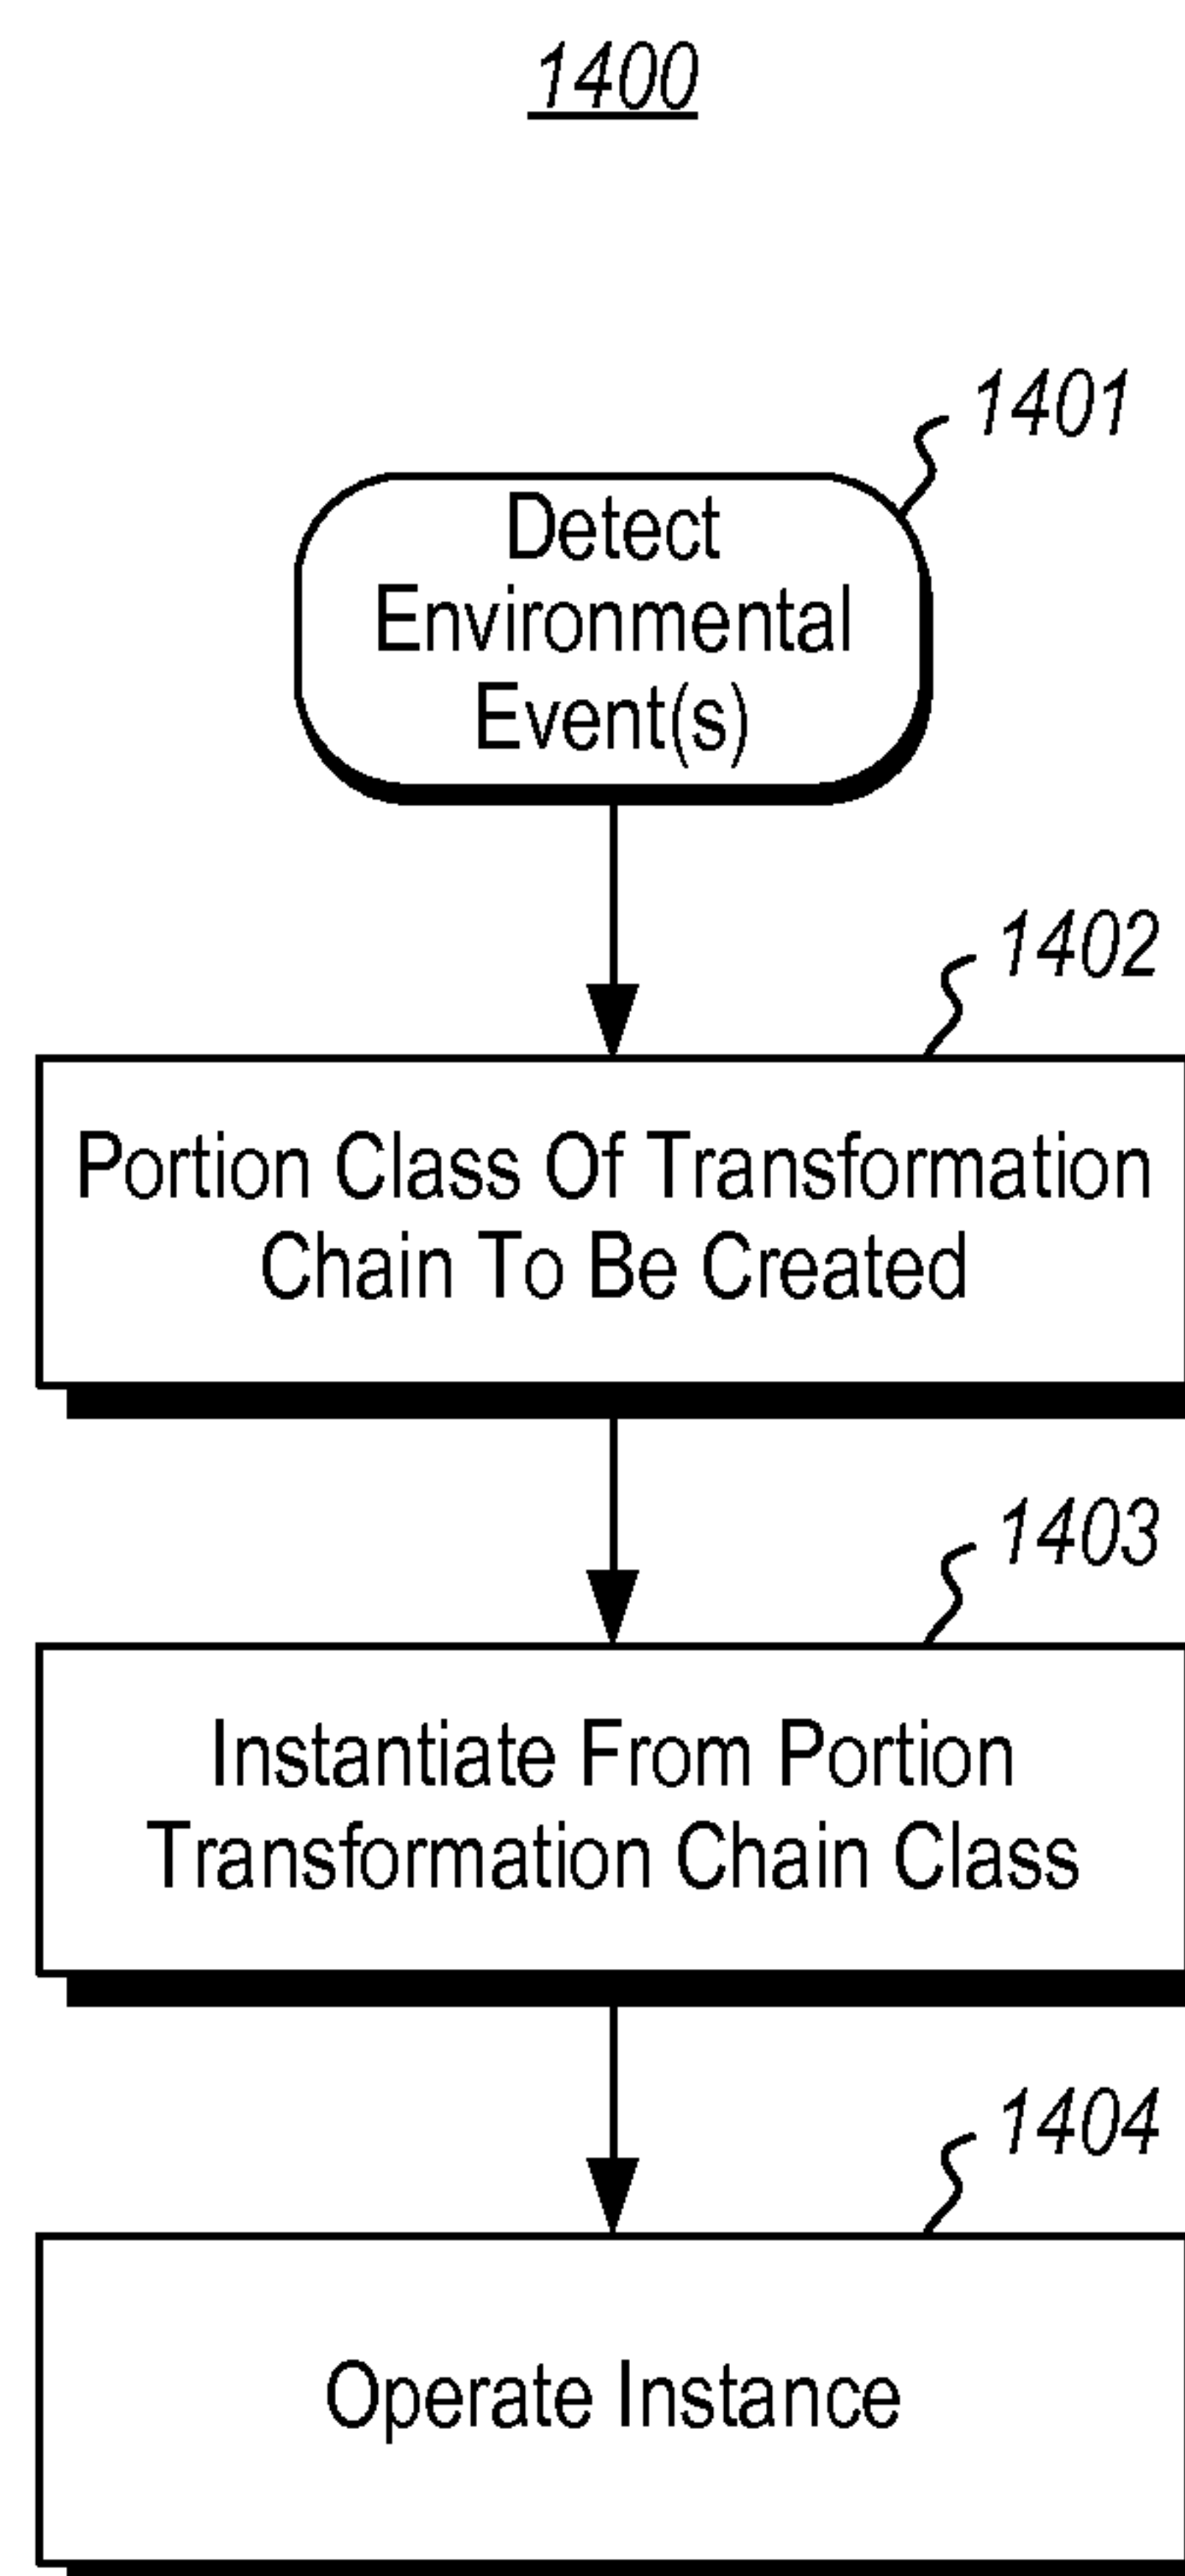 1400
1401
Detect
Environmental
Event(s)
1402
Portion Class Of Transformation
Chain To Be Created
1403
Instantiate From Portion
Transformation Chain Class
1404
Operate Instance